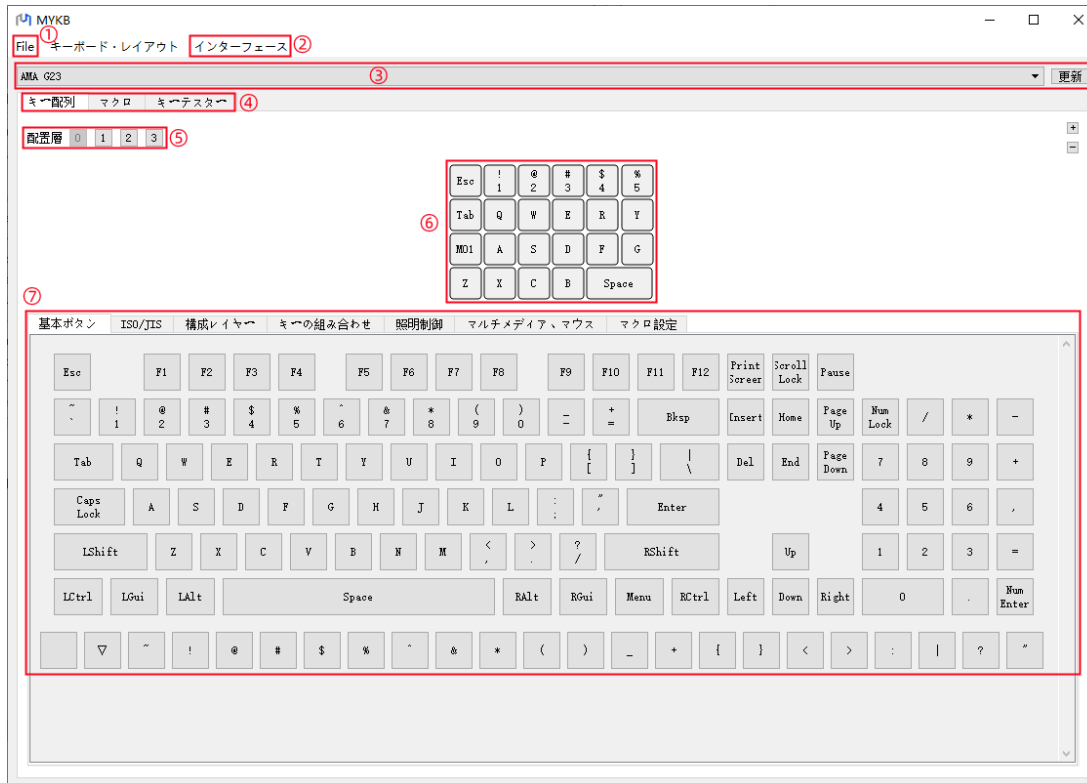 MYKB
① ②
File キーボード・レイアウト インターフェース
AMA G23 ③ 更新
キー配列 マクロ キーテスター ④
配置層 0 1 2 3 ⑤
+
-
⑥
Esc ! 1 @ 2 # 3 $ 4 % 5
Tab Q W E R Y
MO1 A S D F G
Z X C B Space
⑦
基本ボタン ISO/JIS 構成レイヤー キーの組み合わせ 照明制御 マルチメディア、マウス マクロ設定
Esc F1 F2 F3 F4 F5 F6 F7 F8 F9 F10 F11 F12 Print Screer Scroll Lock Pause
~ ` ! 1 @ 2 # 3 $ 4 % 5 ^ 6 & 7 * 8 ( 9 ) 0 _ - + = Bksp Insert Home Page Up Num Lock / * -
Tab Q W E R T Y U I O P { [ } ] | \ Del End Page Down 7 8 9 +
Caps Lock A S D F G H J K L : ; " ' Enter 4 5 6 ,
LShift Z X C V B N M < , > . ? / RShift Up 1 2 3 =
LCtrl LGui LAlt Space RAlt RGui Menu RCtrl Left Down Right 0 . Num Enter
▽ ~ ! @ # $ % ^ & * ( ) _ + { } < > : | ? "